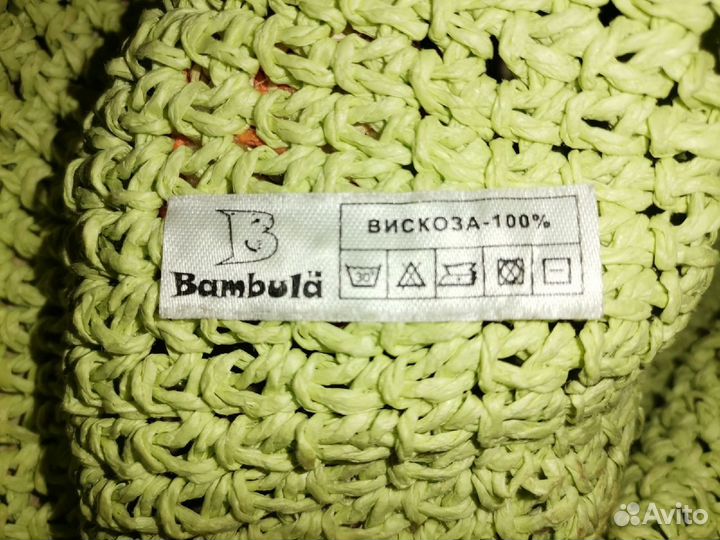 B
Bambulä
ВИСКОЗА-100%
30°
Avito